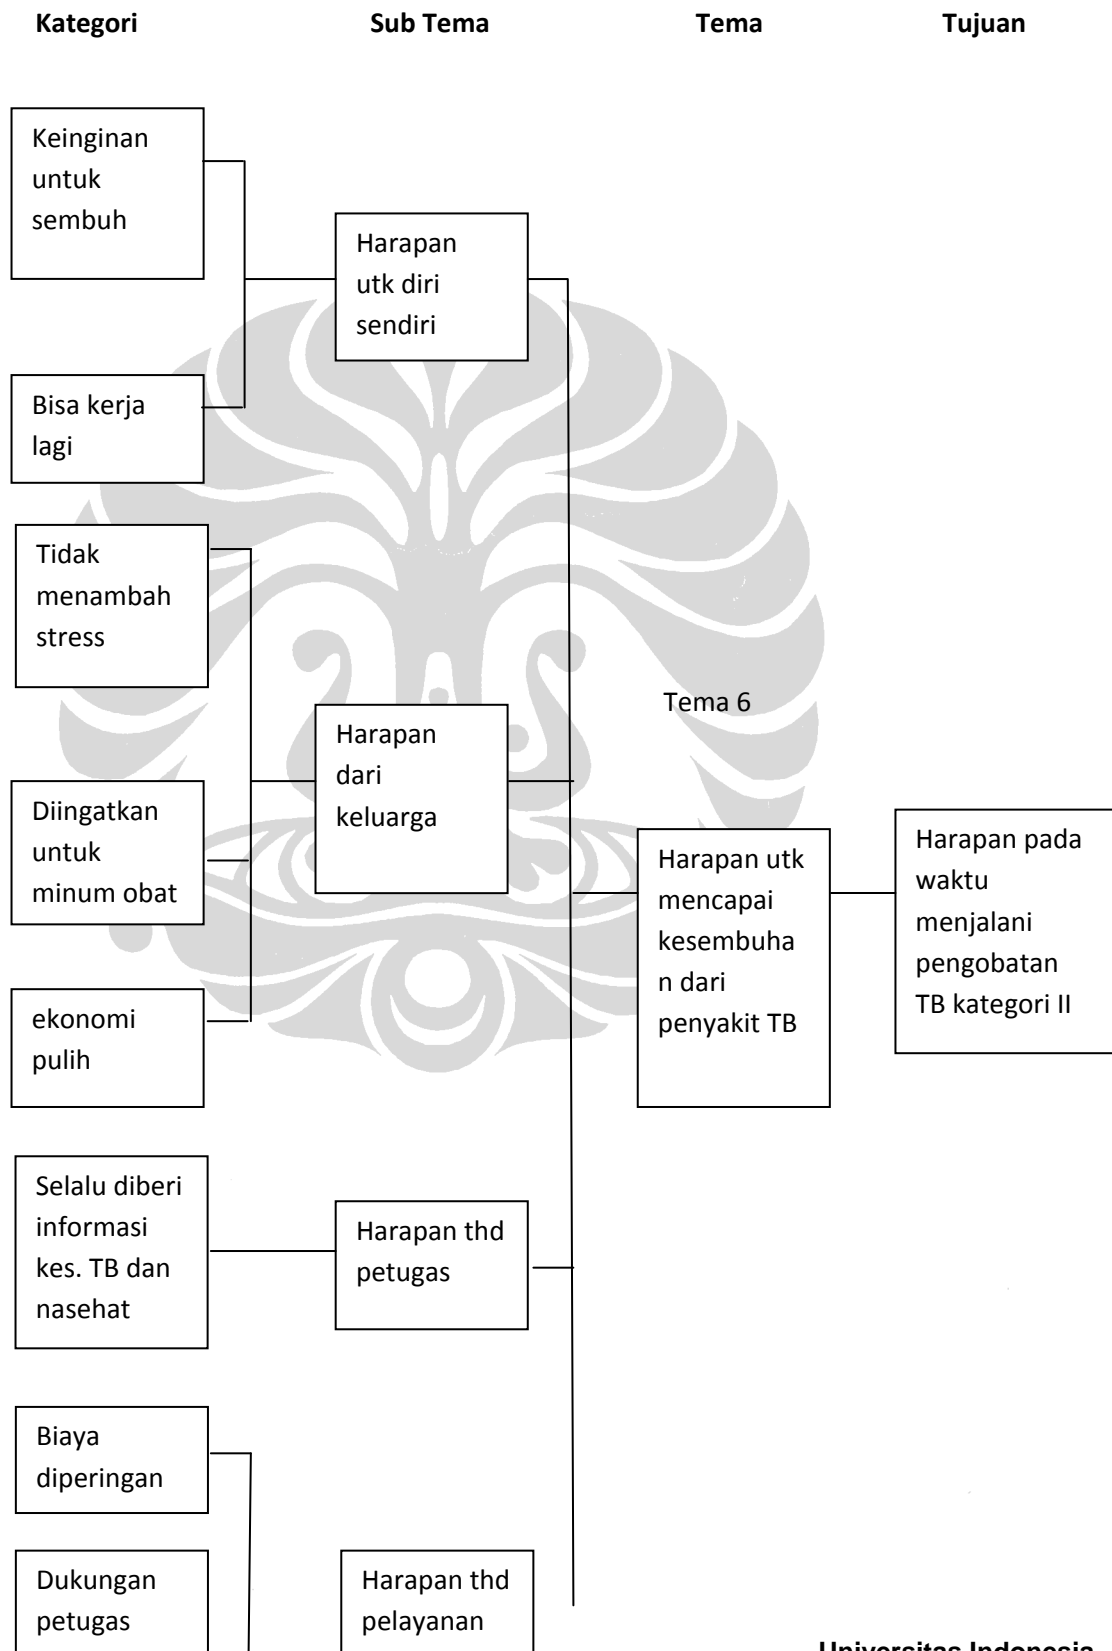 Kategori Sub Tema Tema Tujuan
Keinginan
untuk
sembuh
Harapan
utk diri
sendiri
Bisa kerja
lagi
Tidak
menambah
stress
Tema 6
Harapan
dari
keluarga
Diingatkan
untuk
minum obat
Harapan utk
mencapai
kesembuha
n dari
penyakit TB
Harapan pada
waktu
menjalani
pengobatan
TB kategori II
ekonomi
pulih
Selalu diberi
informasi
kes. TB dan
nasehat
Harapan thd
petugas
Biaya
diperingan
Dukungan
petugas
Harapan thd
pelayanan
Universitas Indonesia